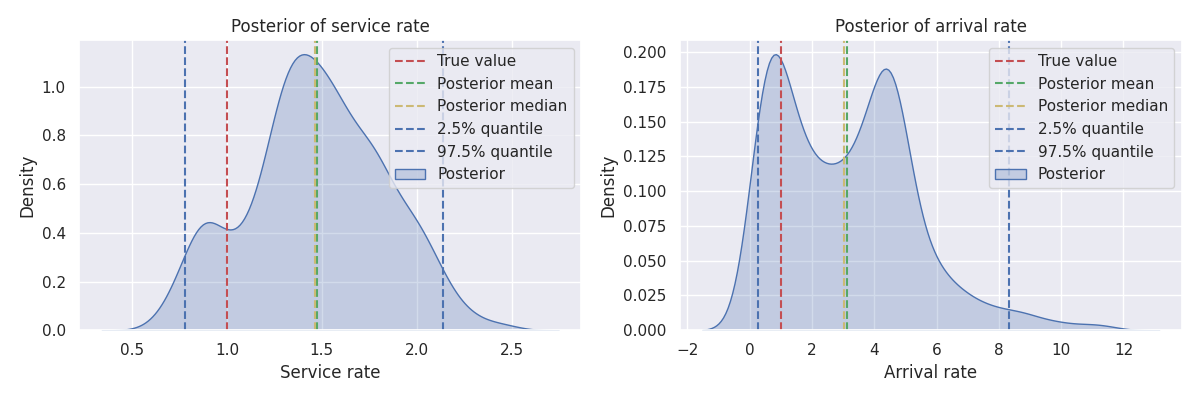 Posterior of service rate
True value
Posterior mean
Posterior median
2.5% quantile
97.5% quantile
Posterior
Density
1.0
0.8
0.6
0.4
0.2
0.0
0.5
1.0
1.5
2.0
2.5
Service rate
Posterior of arrival rate
True value
Posterior mean
Posterior median
2.5% quantile
97.5% quantile
Posterior
Density
0.200
0.175
0.150
0.125
0.100
0.075
0.050
0.025
0.000
−2
0
2
4
6
8
10
12
Arrival rate